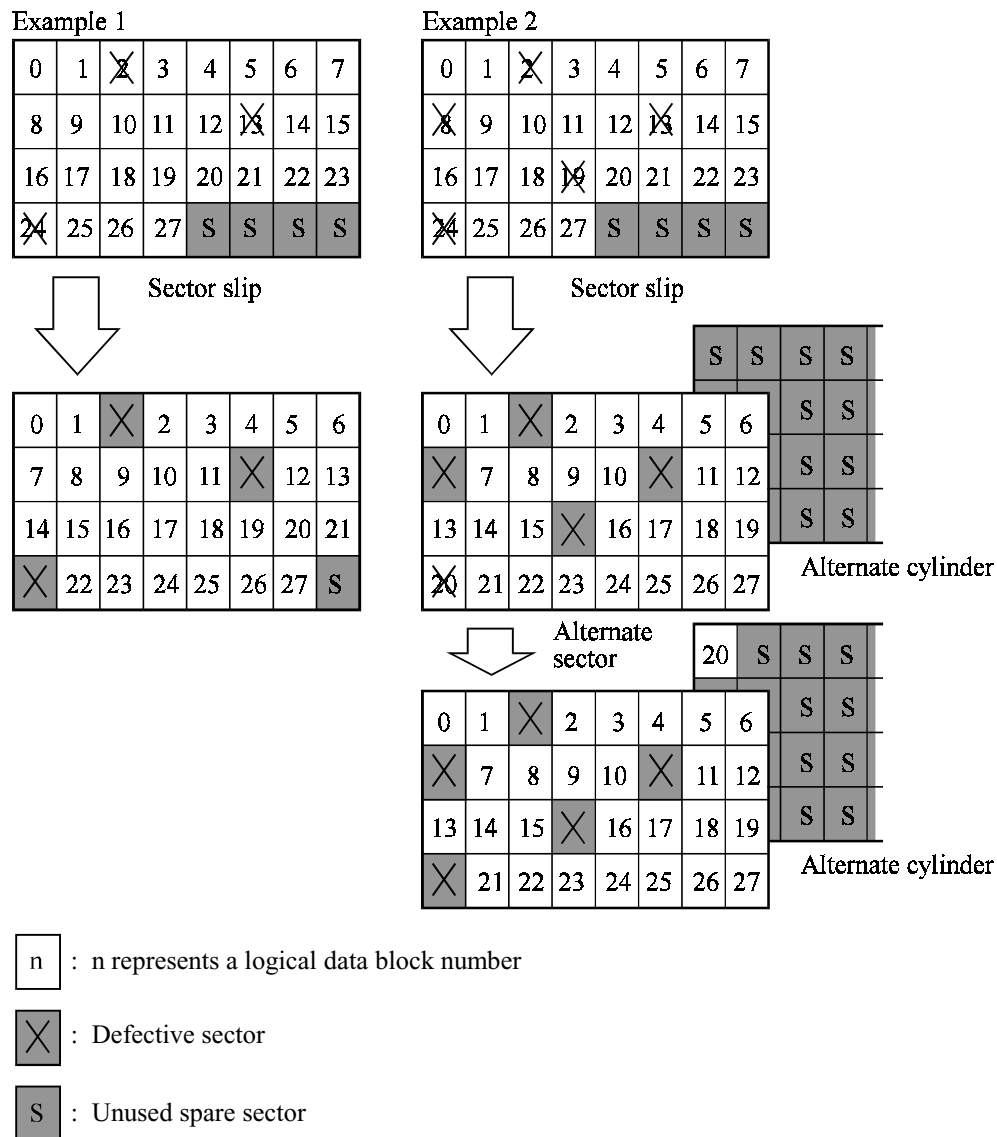 Example 1
0 1 2 3 4 5 6 7
8 9 10 11 12 13 14 15
16 17 18 19 20 21 22 23
24 25 26 27 S S S S
Sector slip
0 1 X 2 3 4 5 6
7 8 9 10 11 X 12 13
14 15 16 17 18 19 20 21
X 22 23 24 25 26 27 S
Example 2
0 1 2 3 4 5 6 7
8 9 10 11 12 13 14 15
16 17 18 19 20 21 22 23
24 25 26 27 S S S S
Sector slip
S S S S
S S
S S
S S
Alternate cylinder
0 1 X 2 3 4 5 6
X 7 8 9 10 X 11 12
13 14 15 X 16 17 18 19
20 21 22 23 24 25 26 27
Alternate
sector
20 S S S
S S
S S
S S
Alternate cylinder
0 1 X 2 3 4 5 6
X 7 8 9 10 X 11 12
13 14 15 X 16 17 18 19
X 21 22 23 24 25 26 27
n : n represents a logical data block number
X : Defective sector
S : Unused spare sector